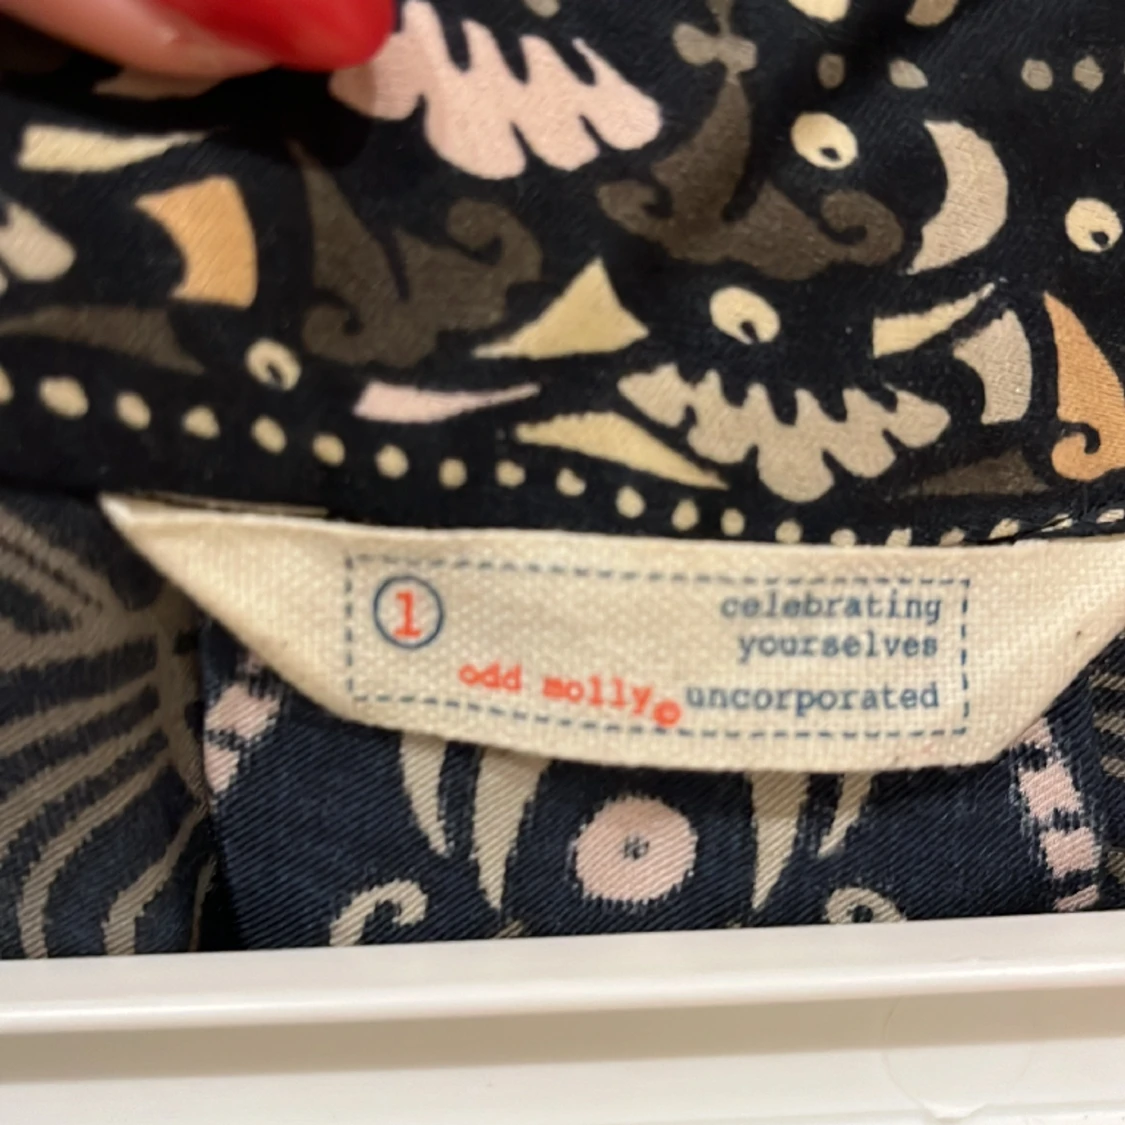 1
celebrating
yourselves
odd molly© uncorporated